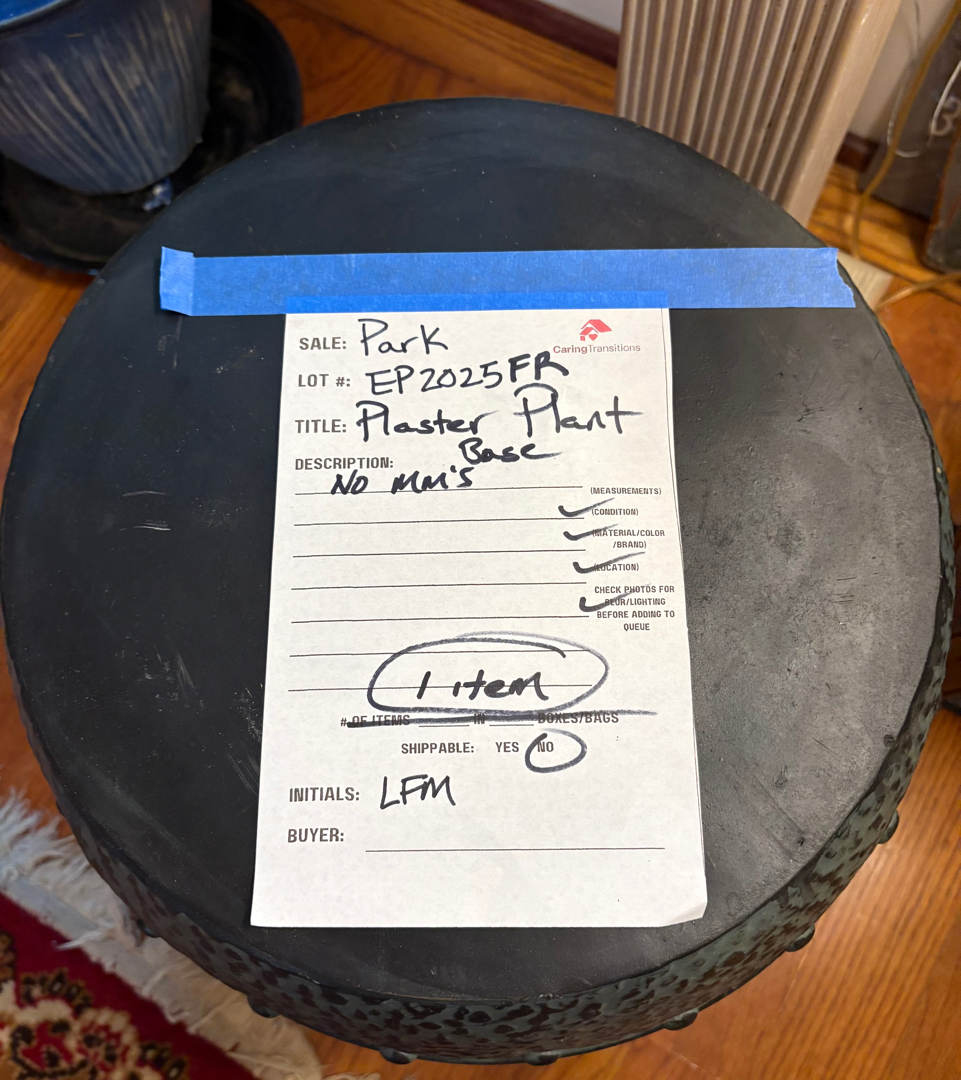 SALE: Park
CaringTransitions
LOT #: EP2025FR
TITLE: Plaster Plant
Base
DESCRIPTION:
No MM's
(MEASUREMENTS)
(CONDITION)
(MATERIAL/COLOR
/BRAND)
(LOCATION)
CHECK PHOTOS FOR
BLUR/LIGHTING
BEFORE ADDING TO
QUEUE
1 item
# OF ITEMS IN BOXES/BAGS
SHIPPABLE: YES NO
INITIALS: LFM
BUYER: